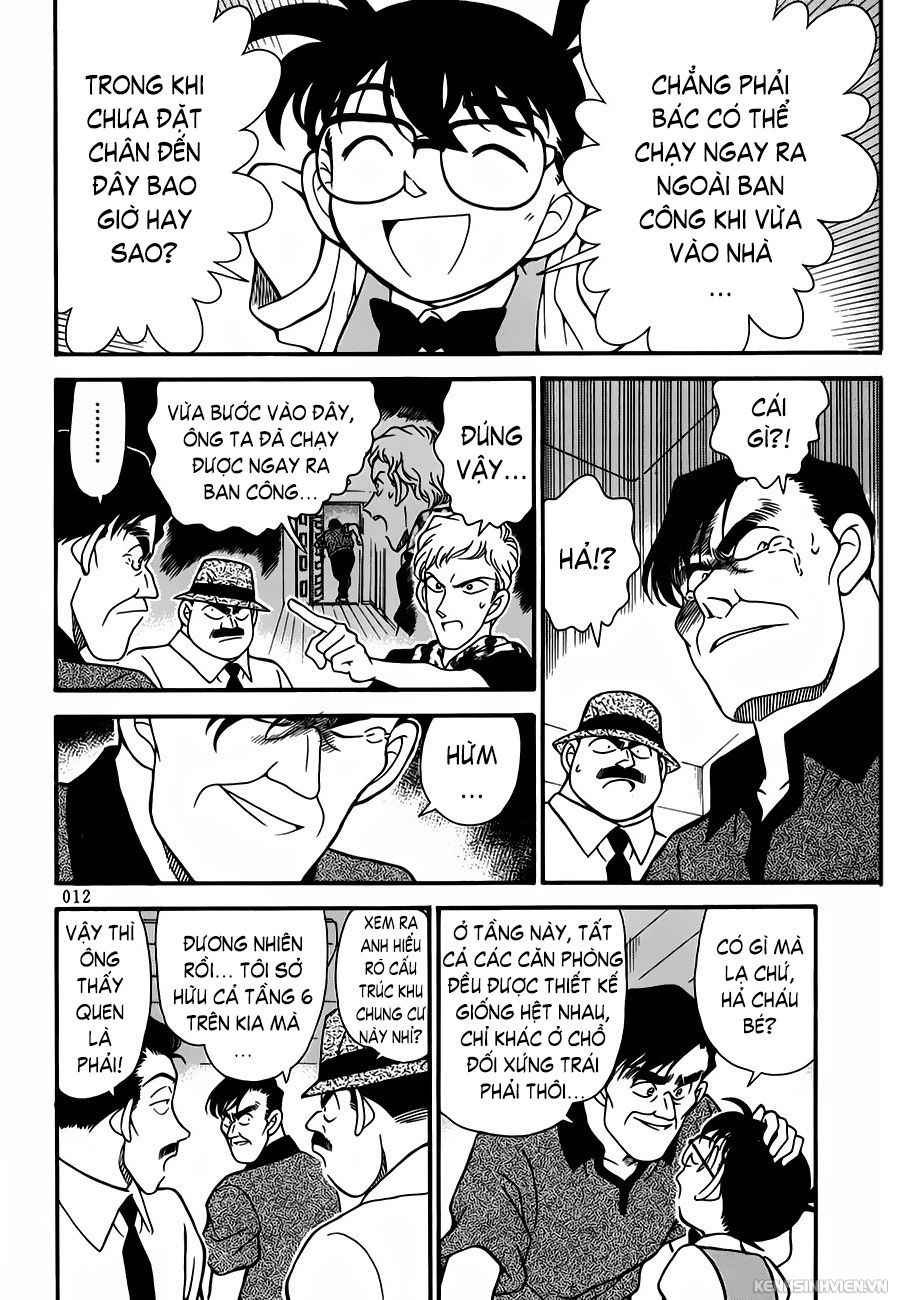 CHẲNG PHẢI
BÁC CÓ THỂ
CHẠY NGAY RA
NGOÀI BAN
CÔNG KHI VỪA
VÀO NHÀ
...
TRONG KHI
CHƯA ĐẶT
CHÂN ĐẾN
ĐÂY BAO
GIỜ HAY
SAO?
CÁI
GÌ?!
HẢ!?
ĐÚNG
VẬY...
VỪA BƯỚC VÀO ĐÂY,
ÔNG TA ĐÃ CHẠY
ĐƯỢC NGAY RA
BAN CÔNG...
........
HỪM
...
012
CÓ GÌ MÀ
LẠ CHỨ,
HẢ CHÁU
BÉ?
Ở TẦNG NÀY, TẤT
CẢ CÁC CĂN PHÒNG
ĐỀU ĐƯỢC THIẾT KẾ
GIỐNG HỆT NHAU,
CHỈ KHÁC Ở CHỖ
ĐỐI XỨNG TRÁI
PHẢI THÔI...
XEM RA
ANH HIỂU
RÕ CẤU
TRÚC KHU
CHUNG CƯ
NÀY NHỈ?
ĐƯƠNG NHIÊN
RỒI... TÔI SỞ
HỮU CẢ TẦNG 6
TRÊN KIA MÀ
...
VẬY THÌ
ÔNG
THẤY
QUEN
LÀ
PHẢI!
KENHSINHVIEN.VN